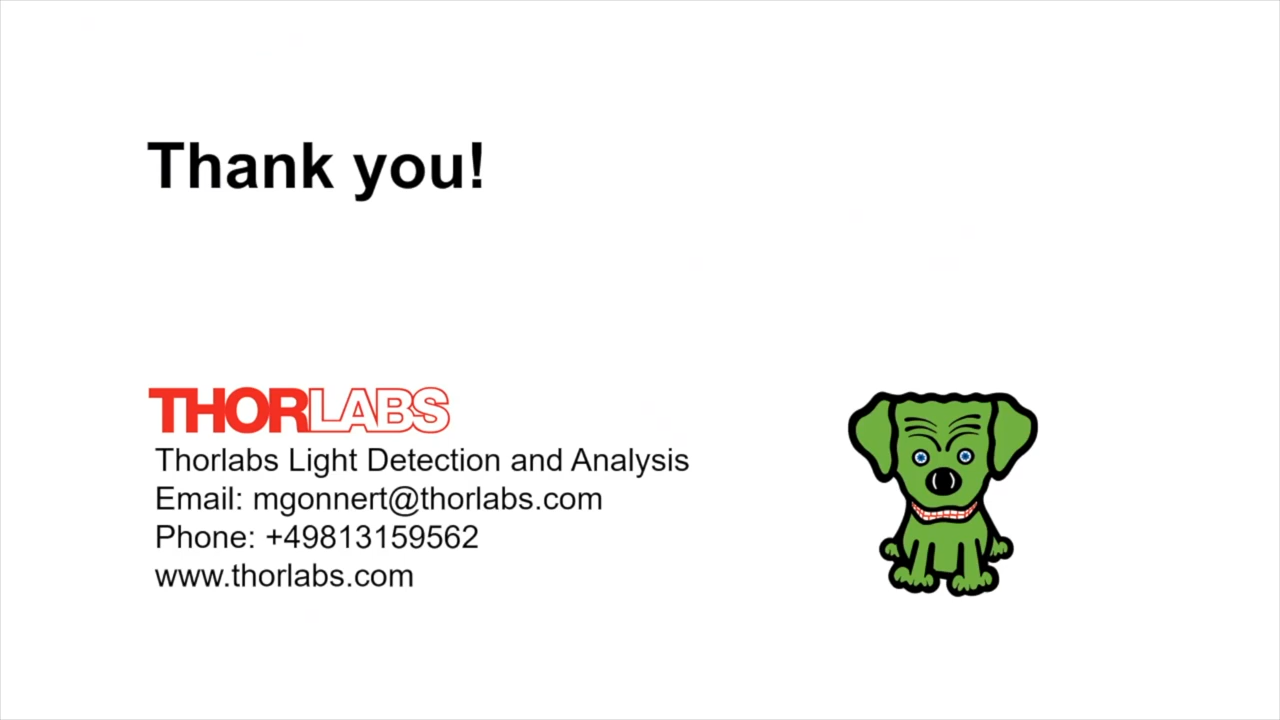 Thank you!
THORLABS
Thorlabs Light Detection and Analysis
Email: mgonnert@thorlabs.com
Phone: +49813159562
www.thorlabs.com